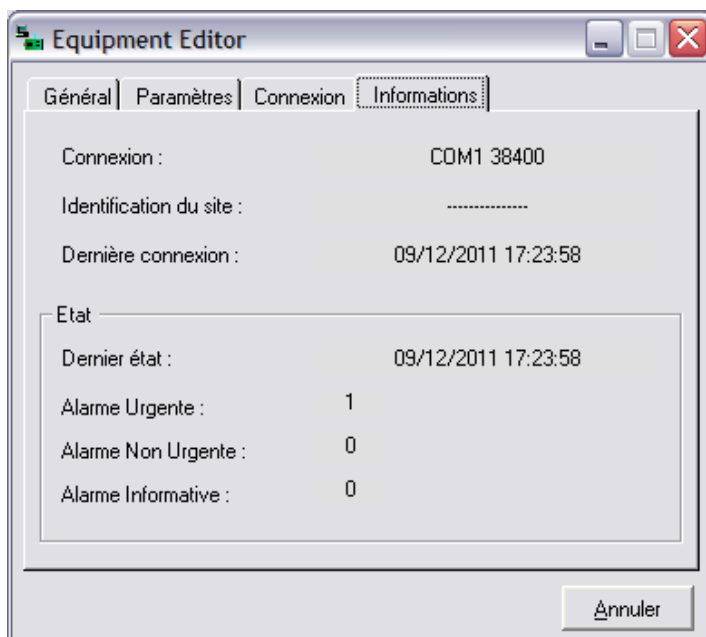 Equipment Editor
Général Paramètres Connexion Informations
Connexion : COM1 38400
Identification du site : --------------
Dernière connexion : 09/12/2011 17:23:58
Etat
Dernier état : 09/12/2011 17:23:58
Alarme Urgente : 1
Alarme Non Urgente : 0
Alarme Informative : 0
Annuler